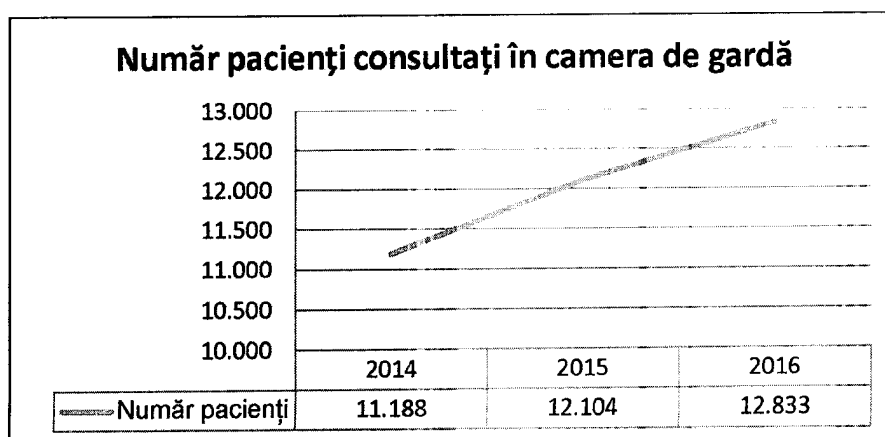 Număr pacienți consultați în camera de gardă
13.000
12.500
12.000
11.500
11.000
10.500
10.000
2014 2015 2016
Număr pacienți 11.188 12.104 12.833